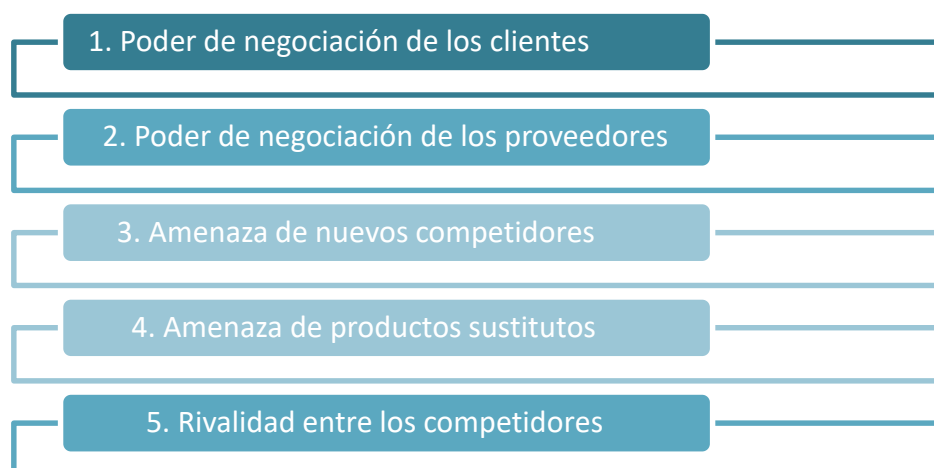 1. Poder de negociación de los clientes
2. Poder de negociación de los proveedores
3. Amenaza de nuevos competidores
4. Amenaza de productos sustitutos
5. Rivalidad entre los competidores